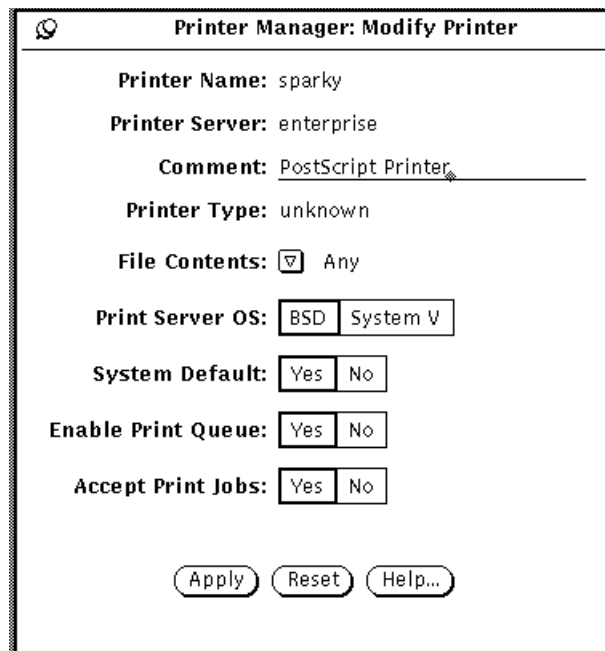 Printer Manager: Modify Printer
Printer Name: sparky
Printer Server: enterprise
Comment: PostScript Printer
Printer Type: unknown
File Contents: Any
Print Server OS: BSD System V
System Default: Yes No
Enable Print Queue: Yes No
Accept Print Jobs: Yes No
Apply Reset Help...